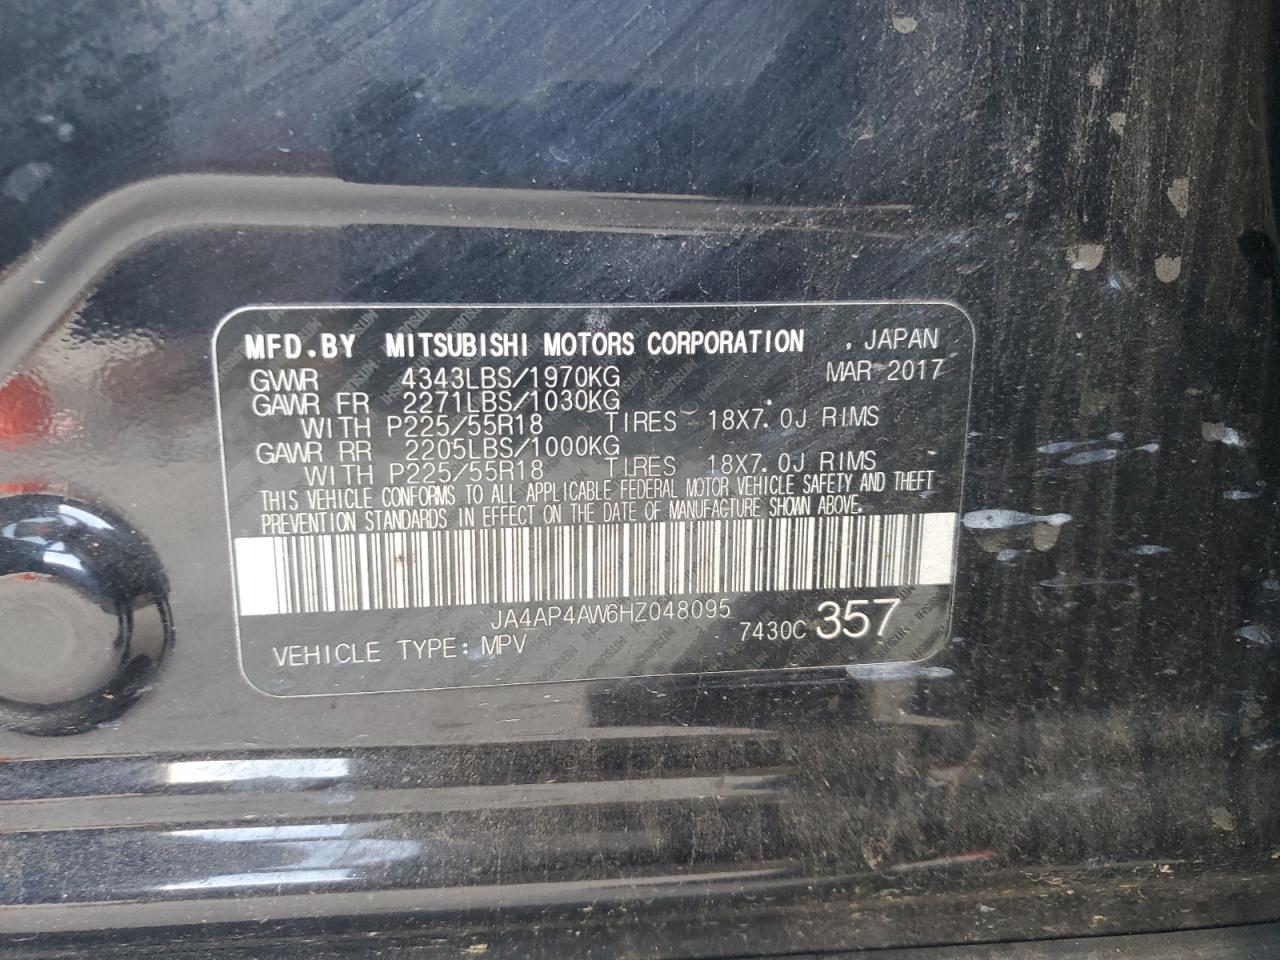 MFD.BY MITSUBISHI MOTORS CORPORATION , JAPAN
GVWR 4343LBS/1970KG MAR 2017
GAWR FR 2271LBS/1030KG
WITH P225/55R18 TIRES 18X7.0J RIMS
GAWR RR 2205LBS/1000KG
WITH P225/55R18 TIRES 18X7.0J RIMS
THIS VEHICLE CONFORMS TO ALL APPLICABLE FEDERAL MOTOR VEHICLE SAFETY AND THEFT
PREVENTION STANDARDS IN EFFECT ON THE DATE OF MANUFACTURE SHOWN ABOVE.
JA4AP4AW6HZ048095
VEHICLE TYPE: MPV 7430C 357